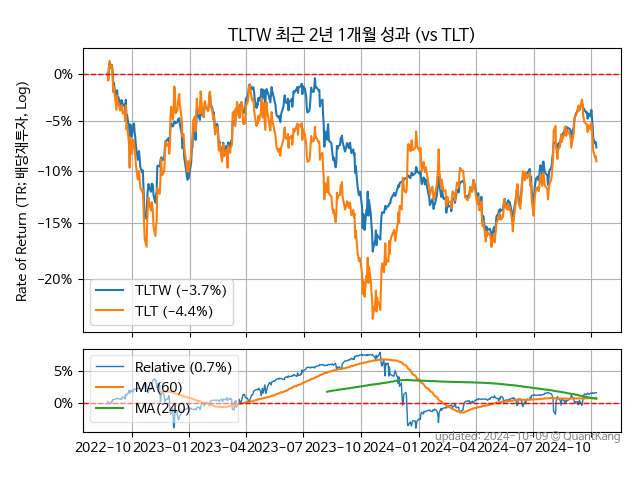 TLTW 최근 2년 1개월 성과 (vs TLT)
Rate of Return (TR: 배당재투자, Log)
0%
−5%
−10%
−15%
−20%
TLTW (−3.7%)
TLT (−4.4%)
5%
0%
Relative (0.7%)
MA(60)
MA(240)
updated: 2024-10-09 © QuantKang
2022-10 2023-01 2023-04 2023-07 2023-10 2024-01 2024-04 2024-07 2024-10